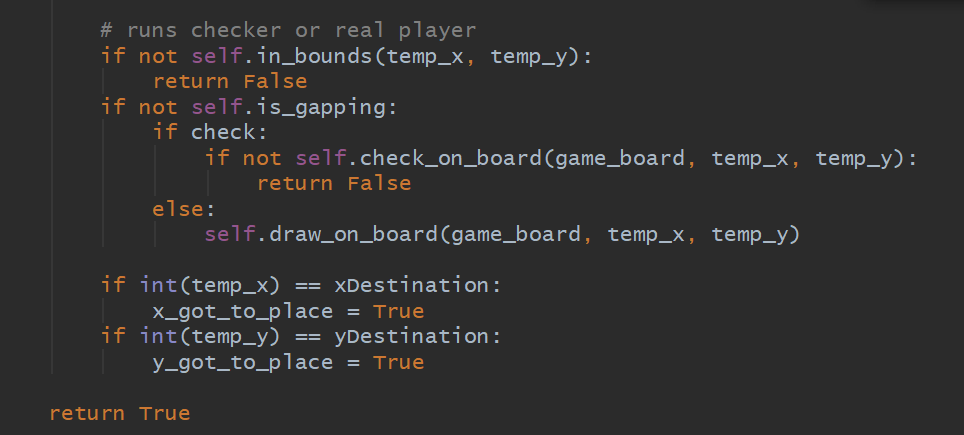 # runs checker or real player
if not self.in_bounds(temp_x, temp_y):
return False
if not self.is_gapping:
if check:
if not self.check_on_board(game_board, temp_x, temp_y):
return False
else:
self.draw_on_board(game_board, temp_x, temp_y)
if int(temp_x) == xDestination:
x_got_to_place = True
if int(temp_y) == yDestination:
y_got_to_place = True
return True